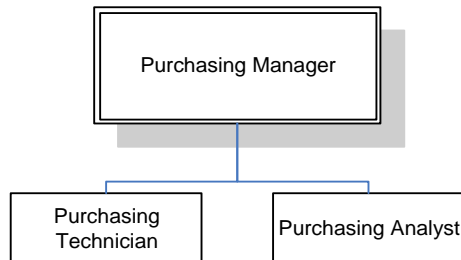 Purchasing Manager
Purchasing
Technician
Purchasing Analyst